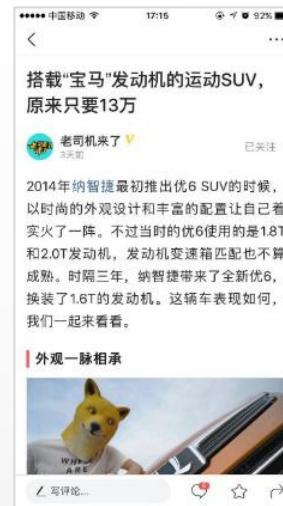 中国移动 17:15 92%
搭载“宝马”发动机的运动SUV，
原来只要13万
老司机来了 V
3天前
已关注
2014年纳智捷最初推出优6 SUV的时候，
以时尚的外观设计和丰富的配置让自己着
实火了一阵。不过当时的优6使用的是1.8T
和2.0T发动机，发动机变速箱匹配也不算
成熟。时隔三年，纳智捷带来了全新优6，
换装了1.6T的发动机。这辆车表现如何，
我们一起来看看。
外观一脉相承
WHERE
ARE
写评论...